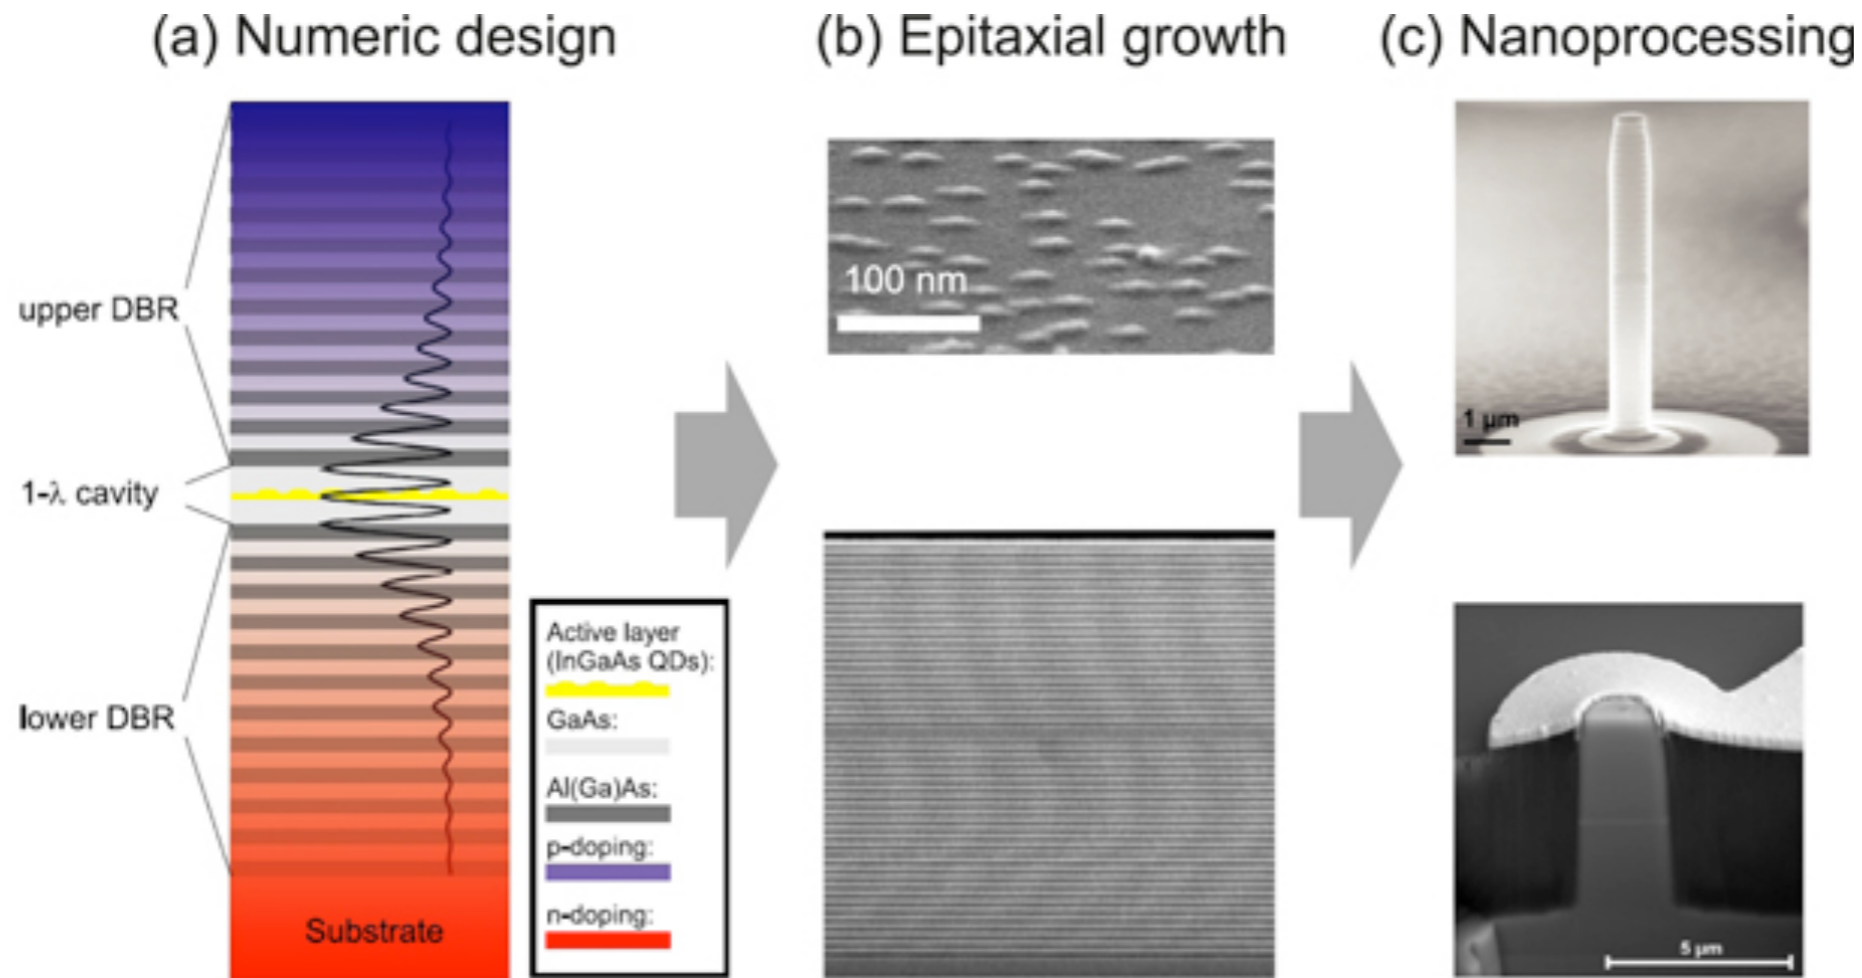 (a) Numeric design
(b) Epitaxial growth
(c) Nanoprocessing
upper DBR
1-λ cavity
lower DBR
Substrate
Active layer
(InGaAs QDs):
GaAs:
Al(Ga)As:
p-doping:
n-doping:
100 nm
1 µm
5 µm